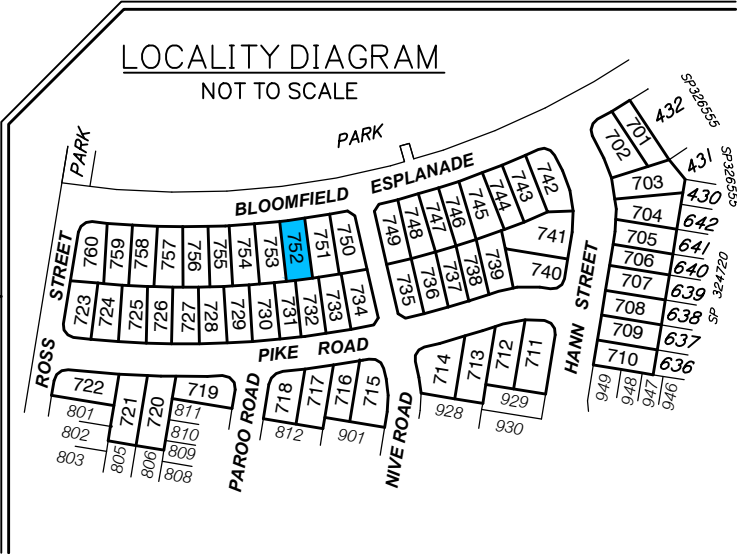 LOCALITY DIAGRAM
NOT TO SCALE
PARK
PARK
BLOOMFIELD ESPLANADE
ROSS STREET
HANN STREET
PIKE ROAD
PAROO ROAD
NIVE ROAD
760 759 758 757 756 755 754 753 752 751 750
723 724 725 726 727 728 729 730 731 732 733 734
749 748 747 746 745 744 743 742
741
735 736 737 738 739 740
702 701 432 SP326555
703 431 SP326555
430
704 642
705 641
706 640
707 639
SP 324720
708 638
709 637
710 636
949 948 947 946
722 721 720 719
801 811
802 810
803 805 806 809
808
718 717 716 715
812 901
714 713 712 711
928 929
930